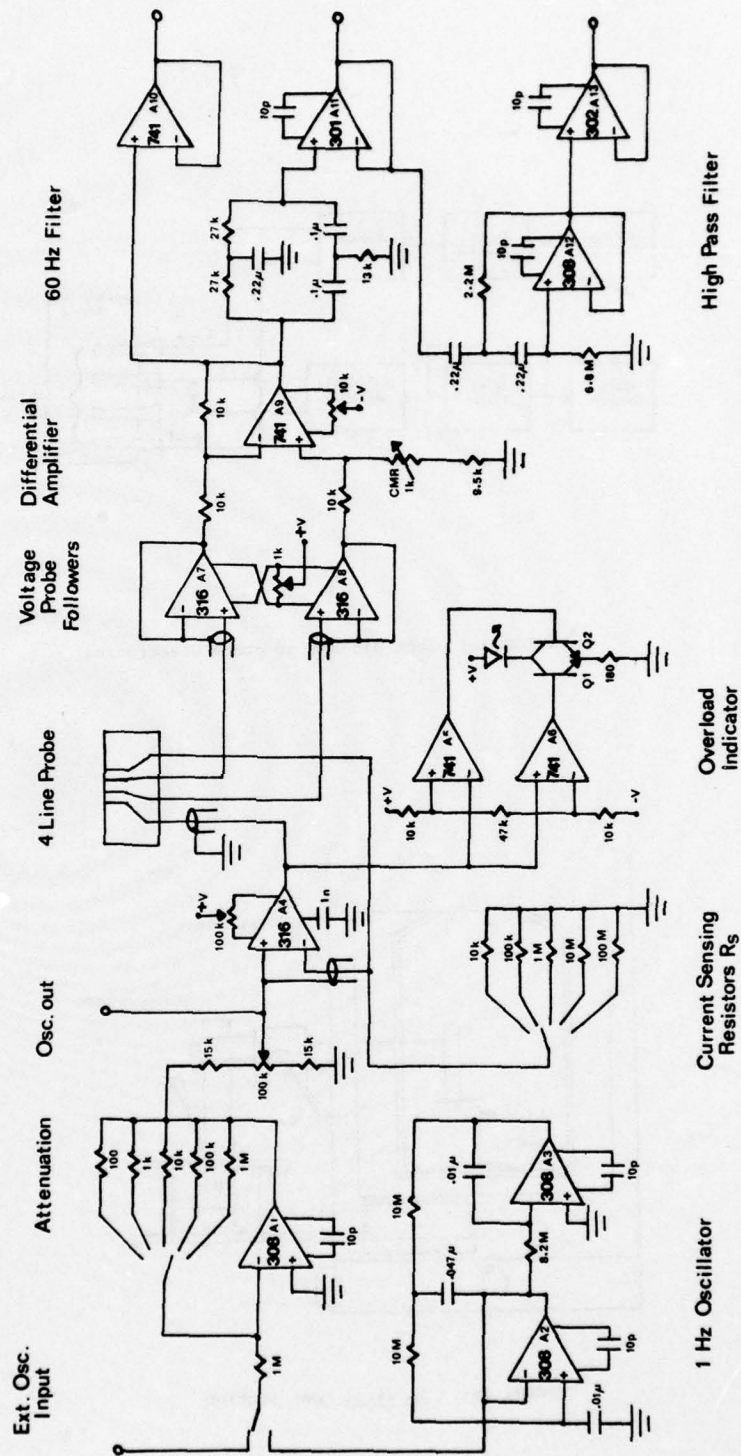 Ext. Osc.
Input
Attenuation
Osc. out
4 Line Probe
Voltage
Probe
Followers
Differential
Amplifier
60 Hz Filter
100
1k
10k
100k
1M
1M
308
A1
10p
15k
100k
15k
+V
100k
316
A4
1n
316
A7
1k
+V
316
A8
10k
10k
10k
741
A9
10k
-V
CMR
1k
9.5k
27k
27k
.22μ
.1μ
.1μ
13k
741
A10
10p
301
A11
.22μ
.22μ
2.2M
6.8M
10p
308
A12
10p
302
A13
10M
10M
.047μ
.01μ
8.2M
308
A2
10p
.01μ
308
A3
10p
10k
100k
1M
10M
100M
+V
10k
47k
10k
-V
741
741
A6
+V
Q1
Q2
180
1 Hz Oscillator
Current Sensing
Resistors RS
Overload
Indicator
High Pass Filter